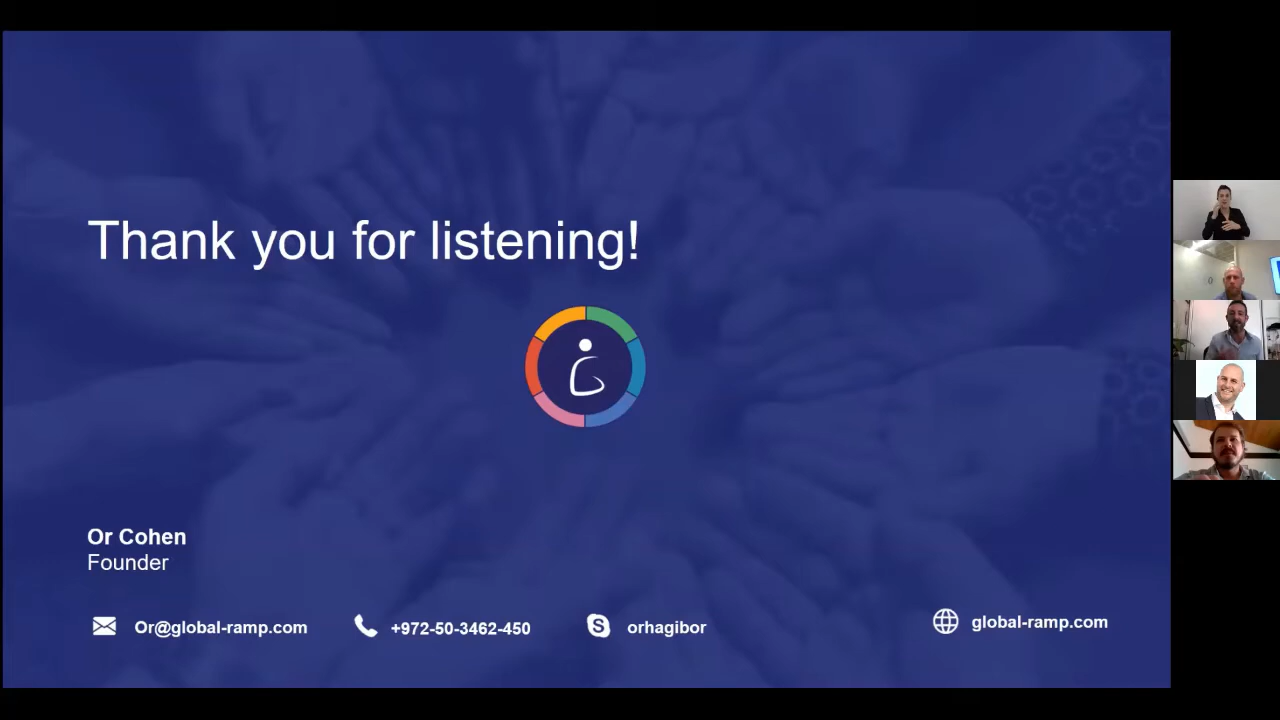 Thank you for listening!
Or Cohen
Founder
Or@global-ramp.com
+972-50-3462-450
orhagibor
global-ramp.com